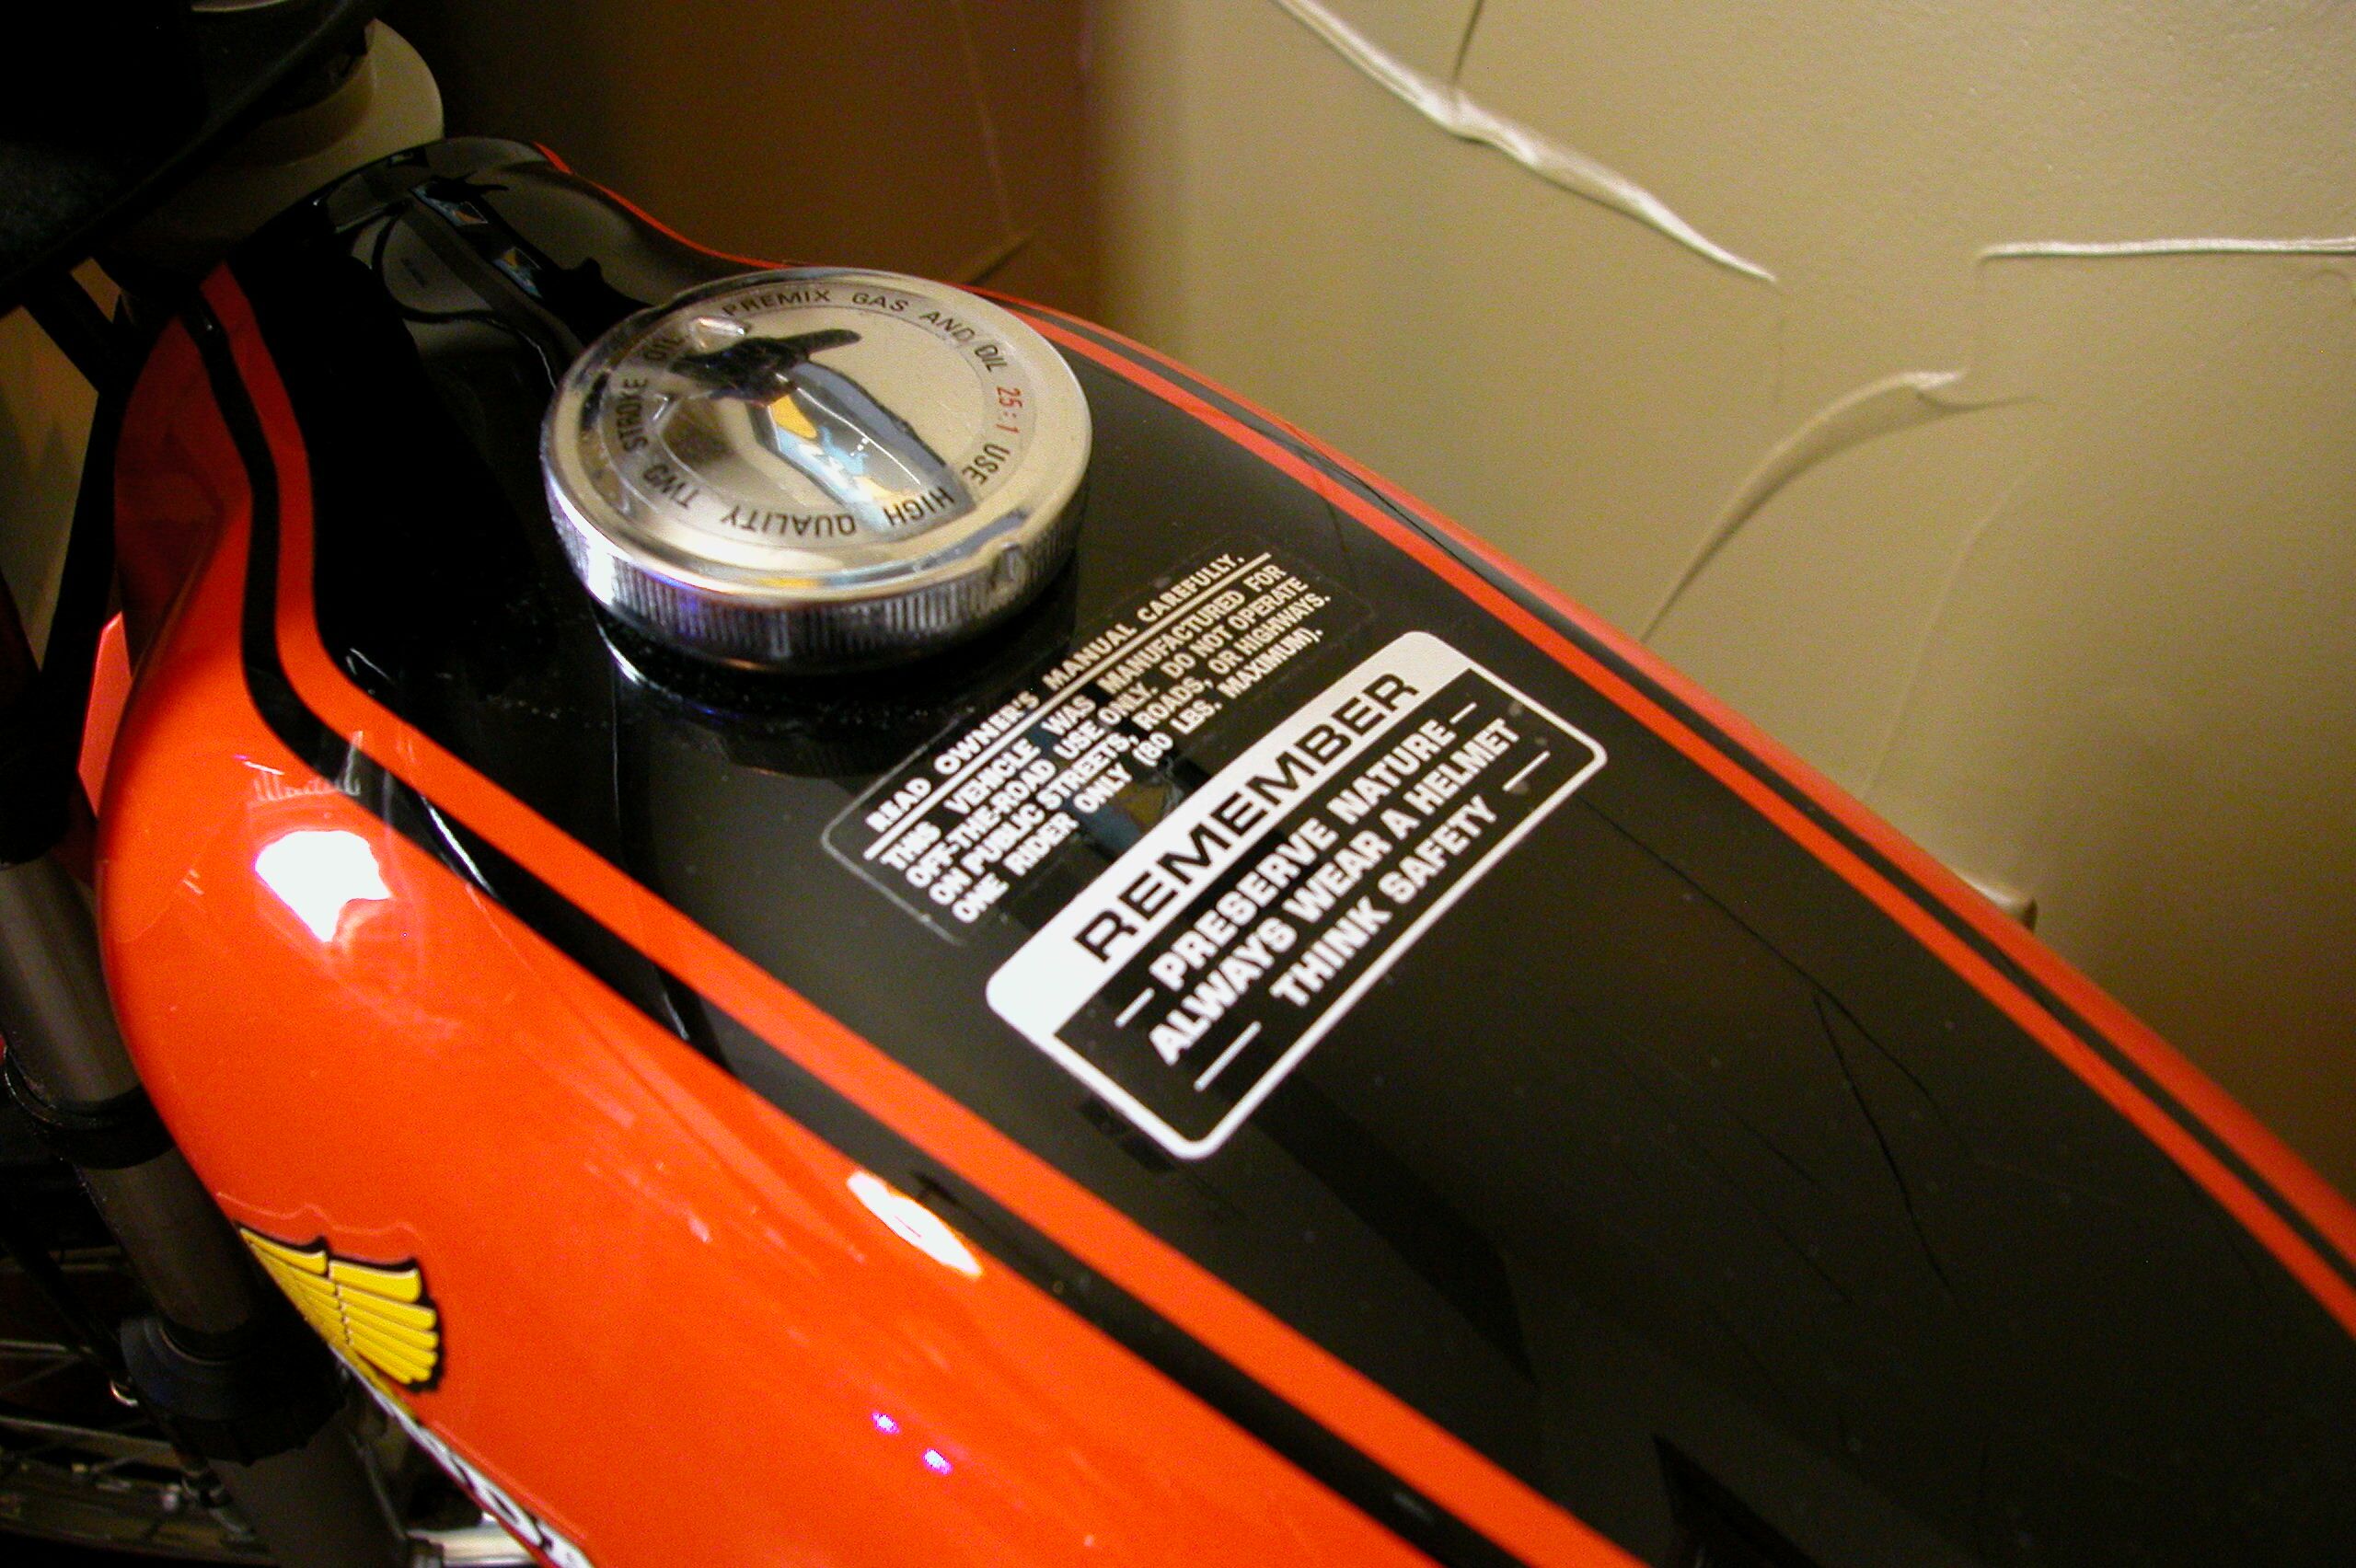 PREMIX GAS AND OIL 25:1 USE HIGH QUALITY TWO STROKE OIL
READ OWNER'S MANUAL CAREFULLY.
THIS VEHICLE WAS MANUFACTURED FOR
OFF-THE-ROAD USE ONLY. DO NOT OPERATE
ON PUBLIC STREETS, ROADS, OR HIGHWAYS.
ONE RIDER ONLY (80 LBS. MAXIMUM).
REMEMBER
PRESERVE NATURE
ALWAYS WEAR A HELMET
THINK SAFETY